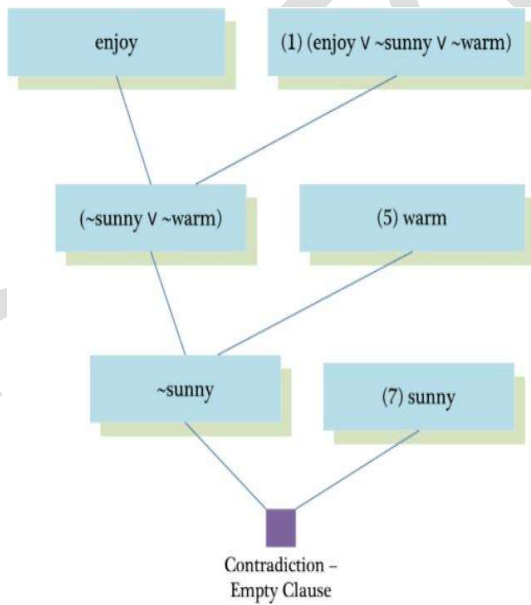 enjoy
(1) (enjoy V ~sunny V ~warm)
(~sunny V ~warm)
(5) warm
~sunny
(7) sunny
Contradiction –
Empty Clause